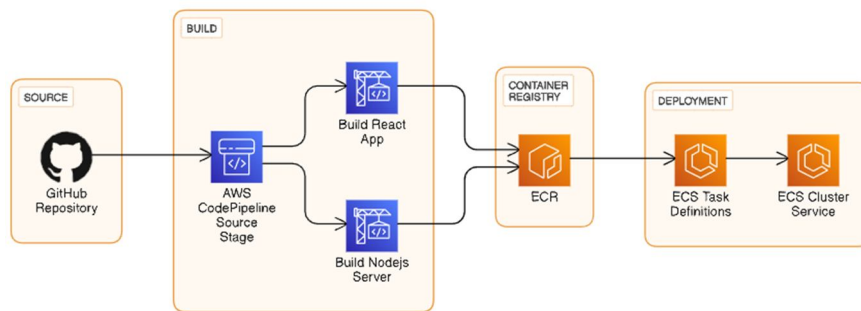 SOURCE
GitHub
Repository
BUILD
AWS
CodePipeline
Source
Stage
Build React
App
Build Nodejs
Server
CONTAINER
REGISTRY
ECR
DEPLOYMENT
ECS Task
Definitions
ECS Cluster
Service